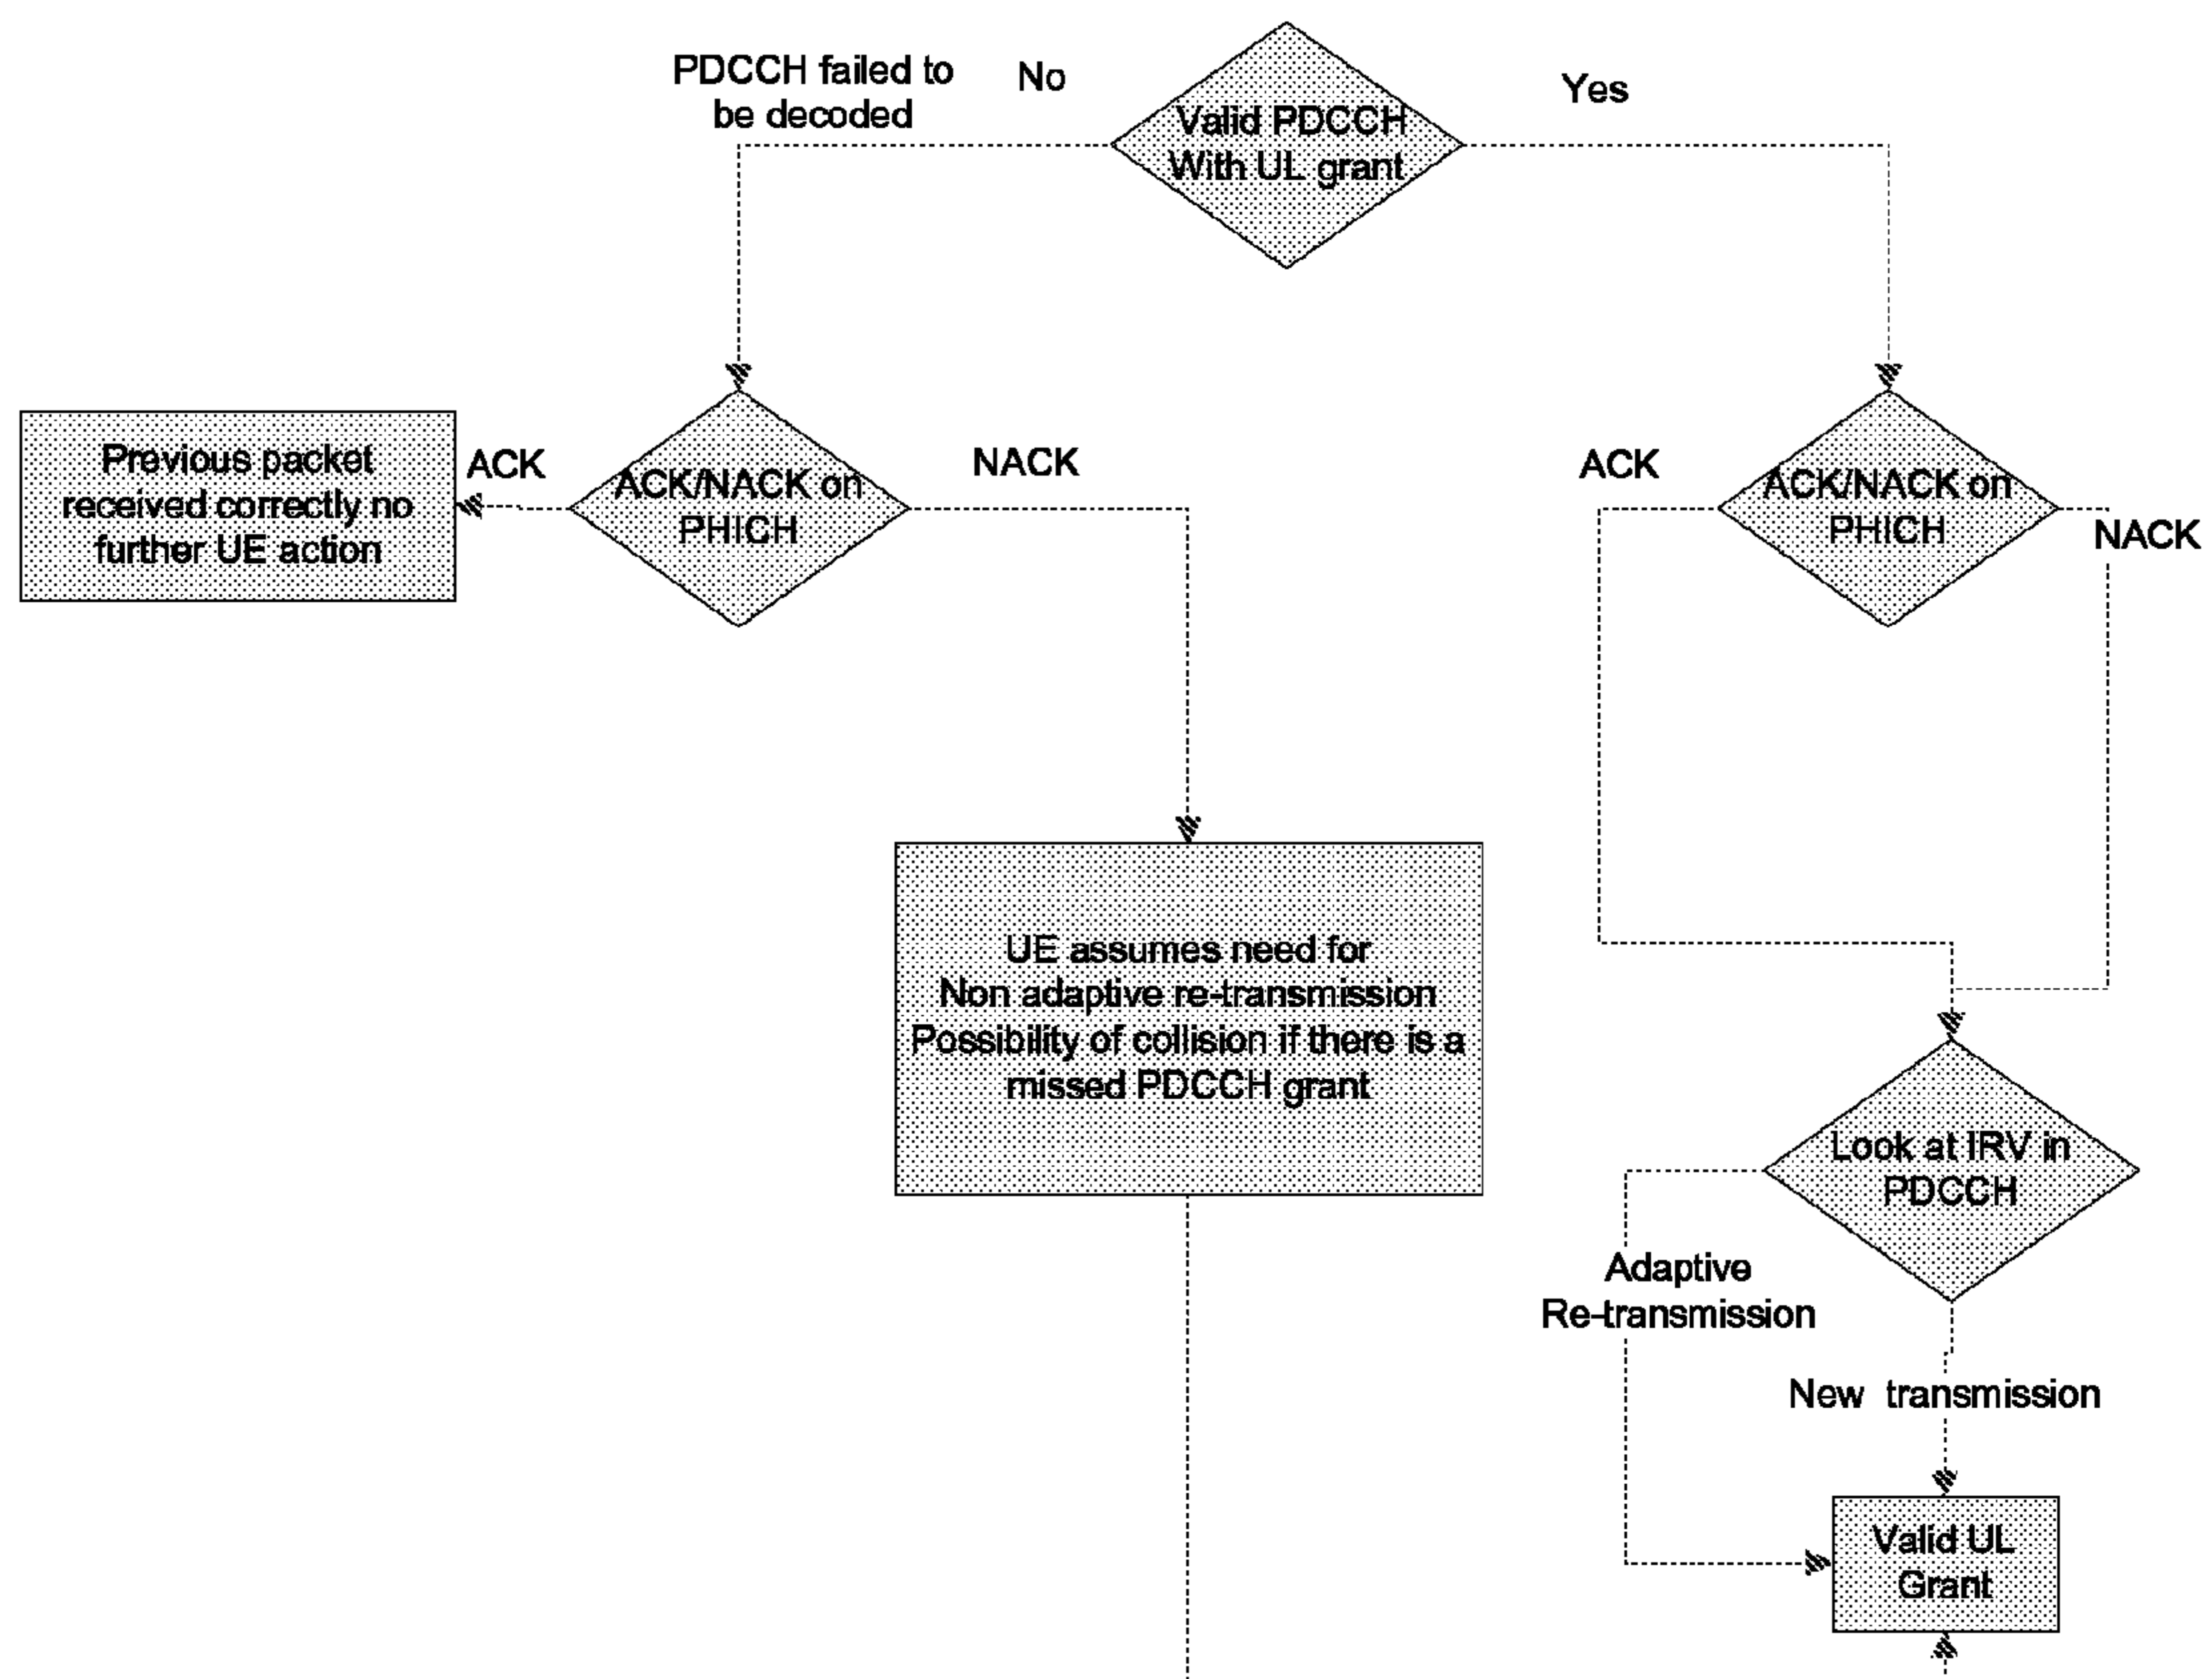 PDCCH failed to
be decoded
No
Valid PDCCH
With UL grant
Yes
Previous packet
received correctly no
further UE action
ACK
ACK/NACK on
PHICH
NACK
ACK
ACK/NACK on
PHICH
NACK
UE assumes need for
Non adaptive re-transmission
Possibility of collision if there is a
missed PDCCH grant
Look at IRV in
PDCCH
Adaptive
Re-transmission
New transmission
Valid UL
Grant